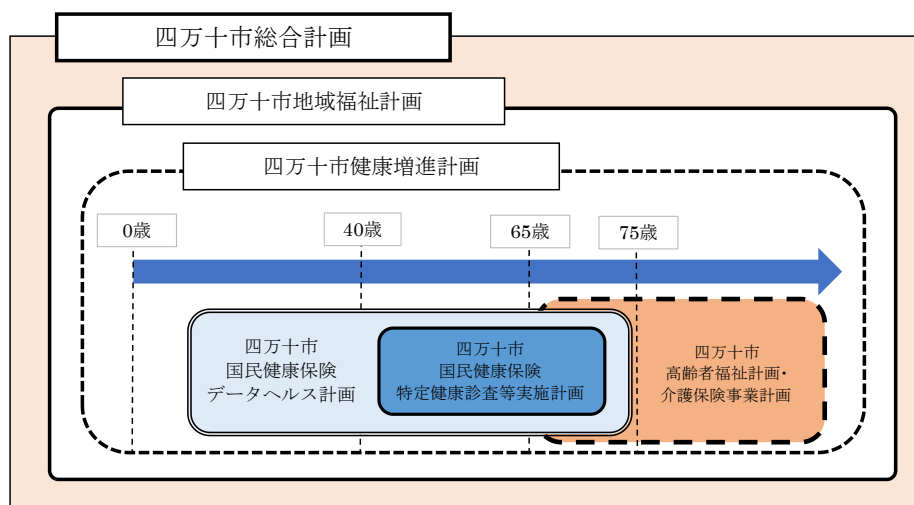 四万十市総合計画
四万十市地域福祉計画
四万十市健康増進計画
0歳
40歳
65歳
75歳
四万十市
国民健康保険
データヘルス計画
四万十市
国民健康保険
特定健康診査等実施計画
四万十市
高齢者福祉計画・
介護保険事業計画